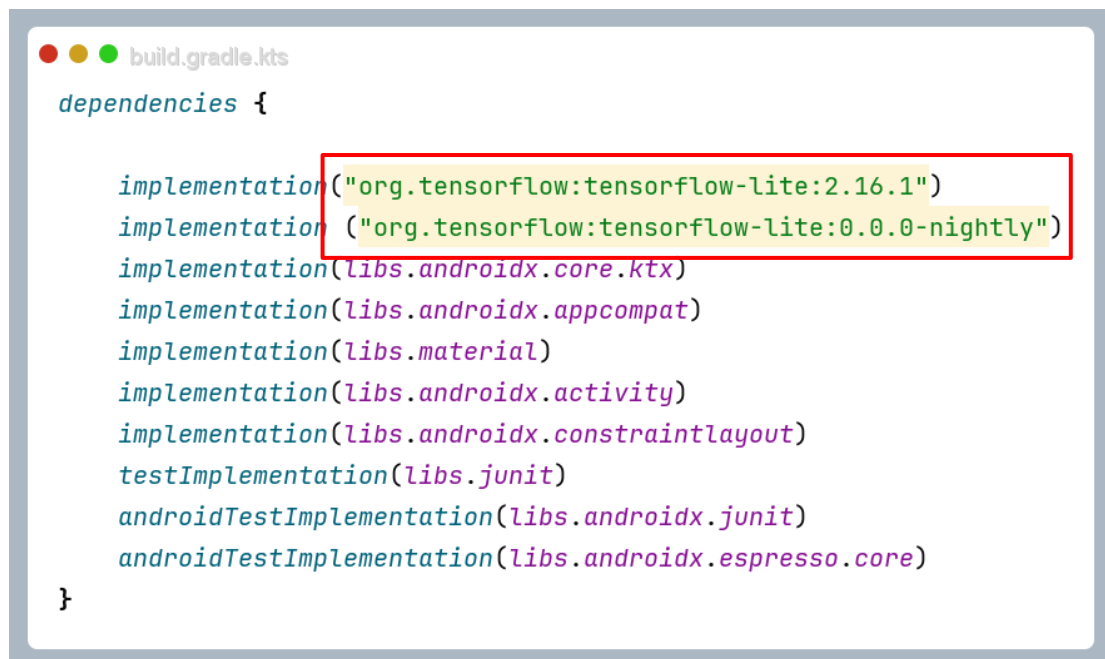 build.gradle.kts
dependencies {
implementation("org.tensorflow:tensorflow-lite:2.16.1")
implementation ("org.tensorflow:tensorflow-lite:0.0.0-nightly")
implementation(libs.androidx.core.ktx)
implementation(libs.androidx.appcompat)
implementation(libs.material)
implementation(libs.androidx.activity)
implementation(libs.androidx.constraintlayout)
testImplementation(libs.junit)
androidTestImplementation(libs.androidx.junit)
androidTestImplementation(libs.androidx.espresso.core)
}